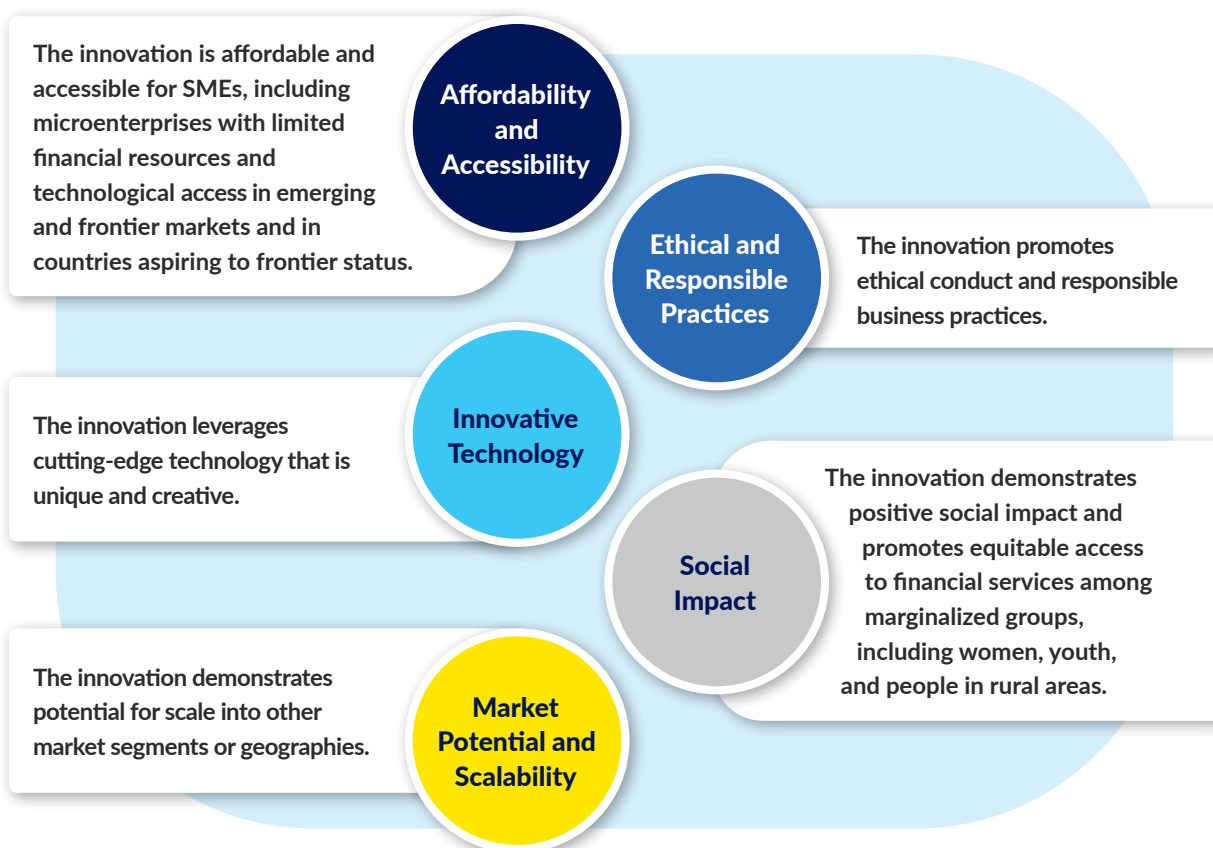 The innovation is affordable and
accessible for SMEs, including
microenterprises with limited
financial resources and
technological access in emerging
and frontier markets and in
countries aspiring to frontier status.
Affordability
and
Accessibility
Ethical and
Responsible
Practices
The innovation promotes
ethical conduct and responsible
business practices.
The innovation leverages
cutting-edge technology that is
unique and creative.
Innovative
Technology
Social
Impact
The innovation demonstrates
positive social impact and
promotes equitable access
to financial services among
marginalized groups,
including women, youth,
and people in rural areas.
The innovation demonstrates
potential for scale into other
market segments or geographies.
Market
Potential and
Scalability